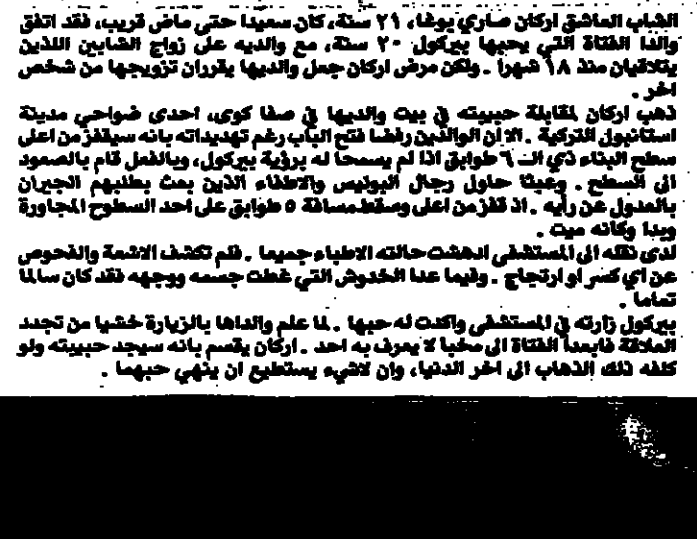 الشاب العاشق اركان صاري يوغا، ٢١ سنة، كان سعيدا حتى ماض قريب، فقد اتفق
والدا الفتاة التي يحبها بيركول ٢٠ سنة، مع والديه على زواج الشابين اللذين
يتلاقيان منذ ١٨ شهرا . ولكن مرض اركان جعل والديها يقرران تزويجها من شخص
اخر .
ذهب اركان لمقابلة حبيبته في بيت والديها في صفا كوى، احدى ضواحي مدينة
استانبول التركية . الا ان الوالدين رفضا فتح الباب رغم تهديداته بانه سيقفز من اعلى
سطح البناء ذي الـ ٦ طوابق اذا لم يسمحا له برؤية بيركول، وبالفعل قام بالصعود
الى السطح . وعبثا حاول رجال البوليس والاطفاء الذين بعث بطلبهم الجيران
بالعدول عن رأيه . اذ قفز من اعلى وسقط مسافة ٥ طوابق على احد السطوح المجاورة
وبدا وكانه ميت .
لدى نقله الى المستشفى ادهشت حالته الاطباء جميعا . فلم تكشف الاشعة والفحوص
عن اي كسر او ارتجاج . وفيما عدا الخدوش التي غطت جسمه ووجهه فقد كان سالما
تماما .
بيركول زارته في المستشفى واكدت له حبها . لما علم والداها بالزيارة خشيا من تجدد
العلاقة فابعدا الفتاة الى مخبا لا يعرف به احد . اركان يقسم بانه سيجد حبيبته ولو
كلفه ذلك الذهاب الى اخر الدنيا، وان لاشيء يستطيع ان ينهي حبهما .